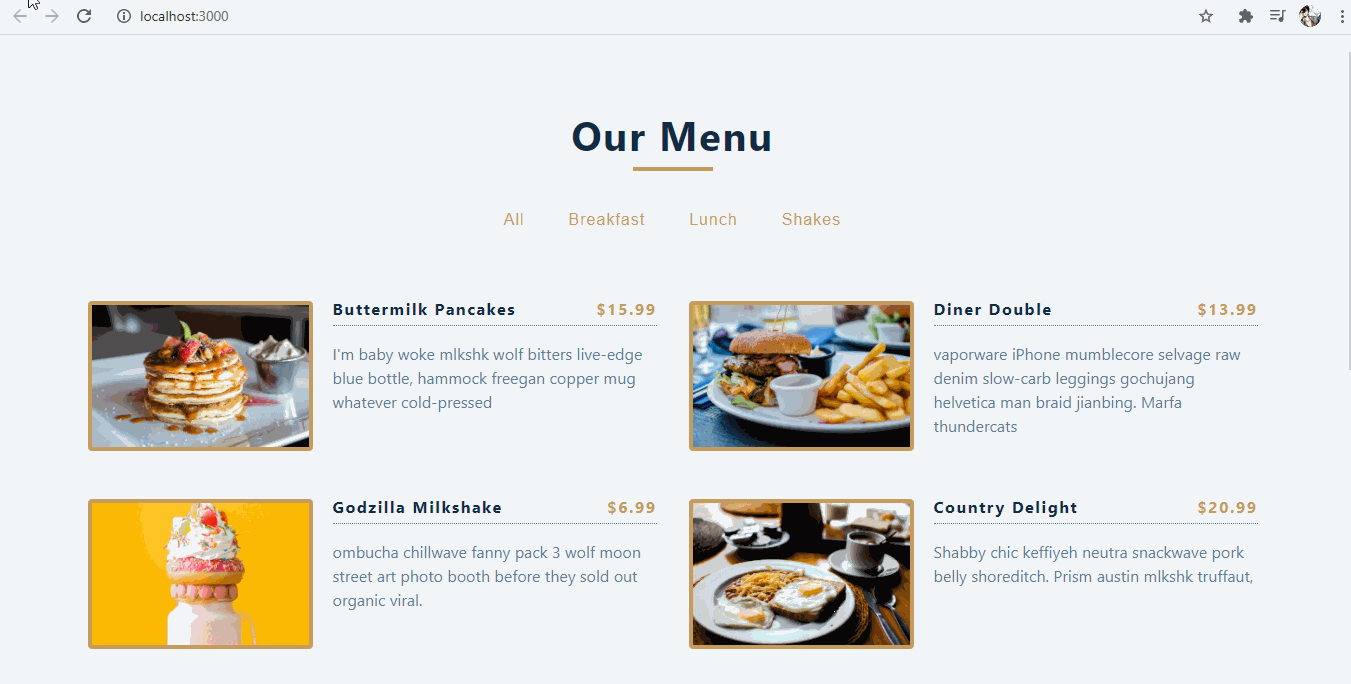 localhost:3000
Our Menu
All Breakfast Lunch Shakes
Buttermilk Pancakes $15.99
I'm baby woke mlkshk wolf bitters live-edge
blue bottle, hammock freegan copper mug
whatever cold-pressed
Diner Double $13.99
vaporware iPhone mumblecore selvage raw
denim slow-carb leggings gochujang
helvetica man braid jianbing. Marfa
thundercats
Godzilla Milkshake $6.99
ombucha chillwave fanny pack 3 wolf moon
street art photo booth before they sold out
organic viral.
Country Delight $20.99
Shabby chic keffiyeh neutra snackwave pork
belly shoreditch. Prism austin mlkshk truffaut,